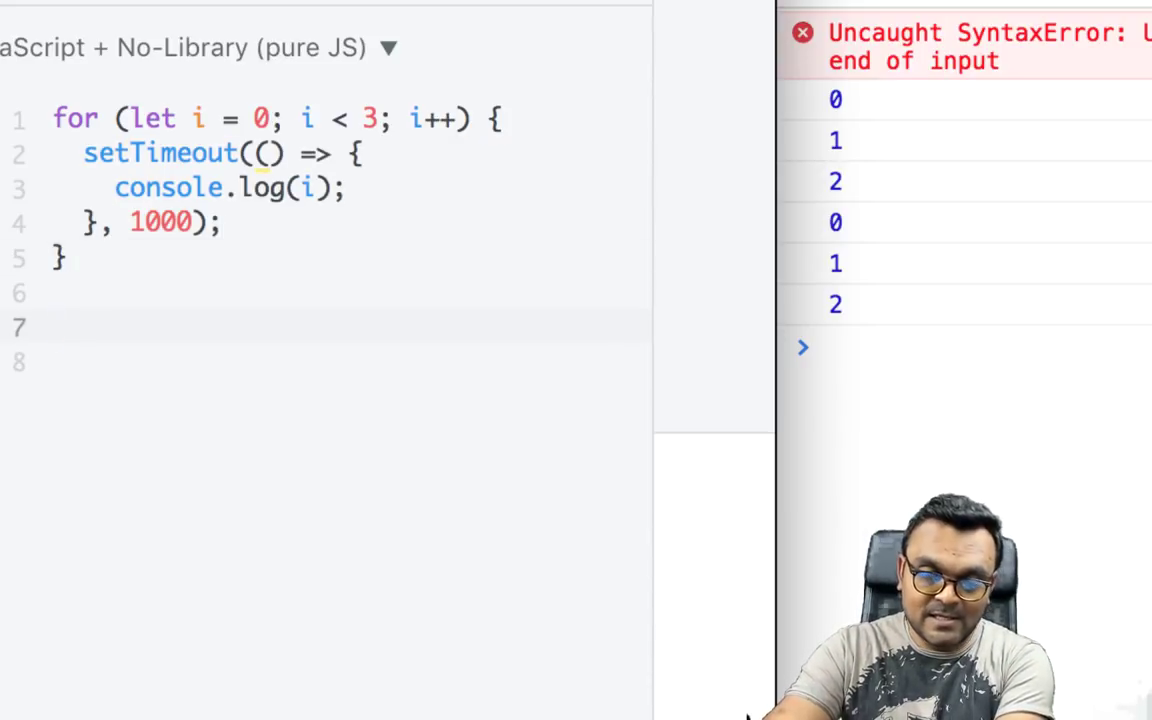 aScript + No-Library (pure JS) ▼
1 for (let i = 0; i < 3; i++) {
2 setTimeout(() => {
3 console.log(i);
4 }, 1000);
5 }
6
7
8
Uncaught SyntaxError: U
end of input
0
1
2
0
1
2
>